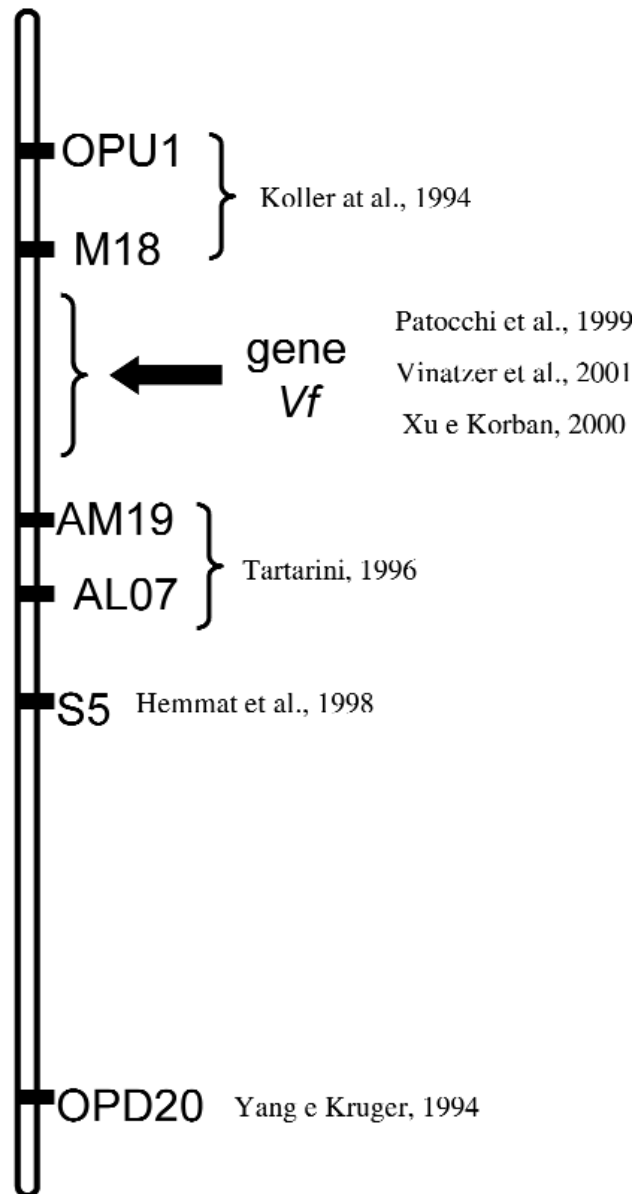 OPU1
Koller at al., 1994
M18
gene
Vf
Patocchi et al., 1999
Vinatzer et al., 2001
Xu e Korban, 2000
AM19
Tartarini, 1996
AL07
S5 Hemmat et al., 1998
OPD20 Yang e Kruger, 1994